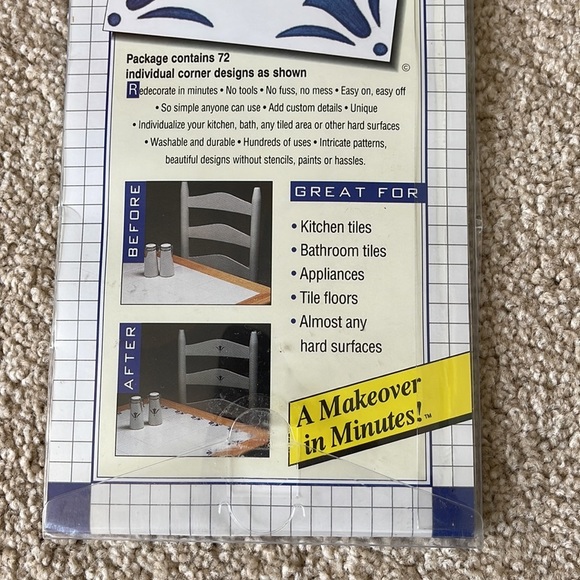 Package contains 72
individual corner designs as shown
©
Redecorate in minutes • No tools • No fuss, no mess • Easy on, easy off
• So simple anyone can use • Add custom details • Unique
• Individualize your kitchen, bath, any tiled area or other hard surfaces
• Washable and durable • Hundreds of uses • Intricate patterns,
beautiful designs without stencils, paints or hassles.
BEFORE
GREAT FOR
• Kitchen tiles
• Bathroom tiles
• Appliances
• Tile floors
• Almost any
hard surfaces
AFTER
A Makeover
in Minutes!™